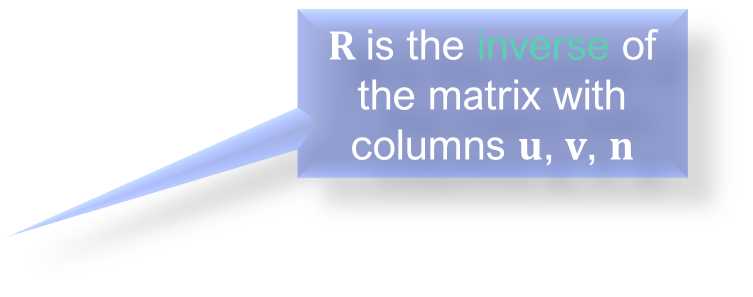 R is the inverse of
the matrix with
columns u, v, n